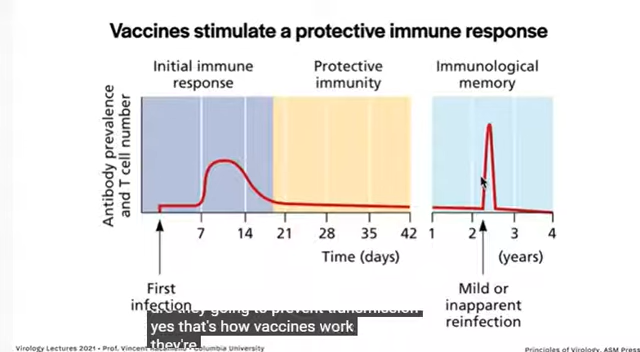 Vaccines stimulate a protective immune response
Initial immune
response
Protective
immunity
Immunological
memory
Antibody prevalence
and T cell number
7 14 21 28 35 42 1 2 3 4
Time (days)
(years)
First
infection
Mild or
inapparent
reinfection
going to prevent transmission
yes that's how vaccines work
they're
Virology Lectures 2021 • Prof. Vincent Racaniello • Columbia University
Principles of Virology, ASM Press